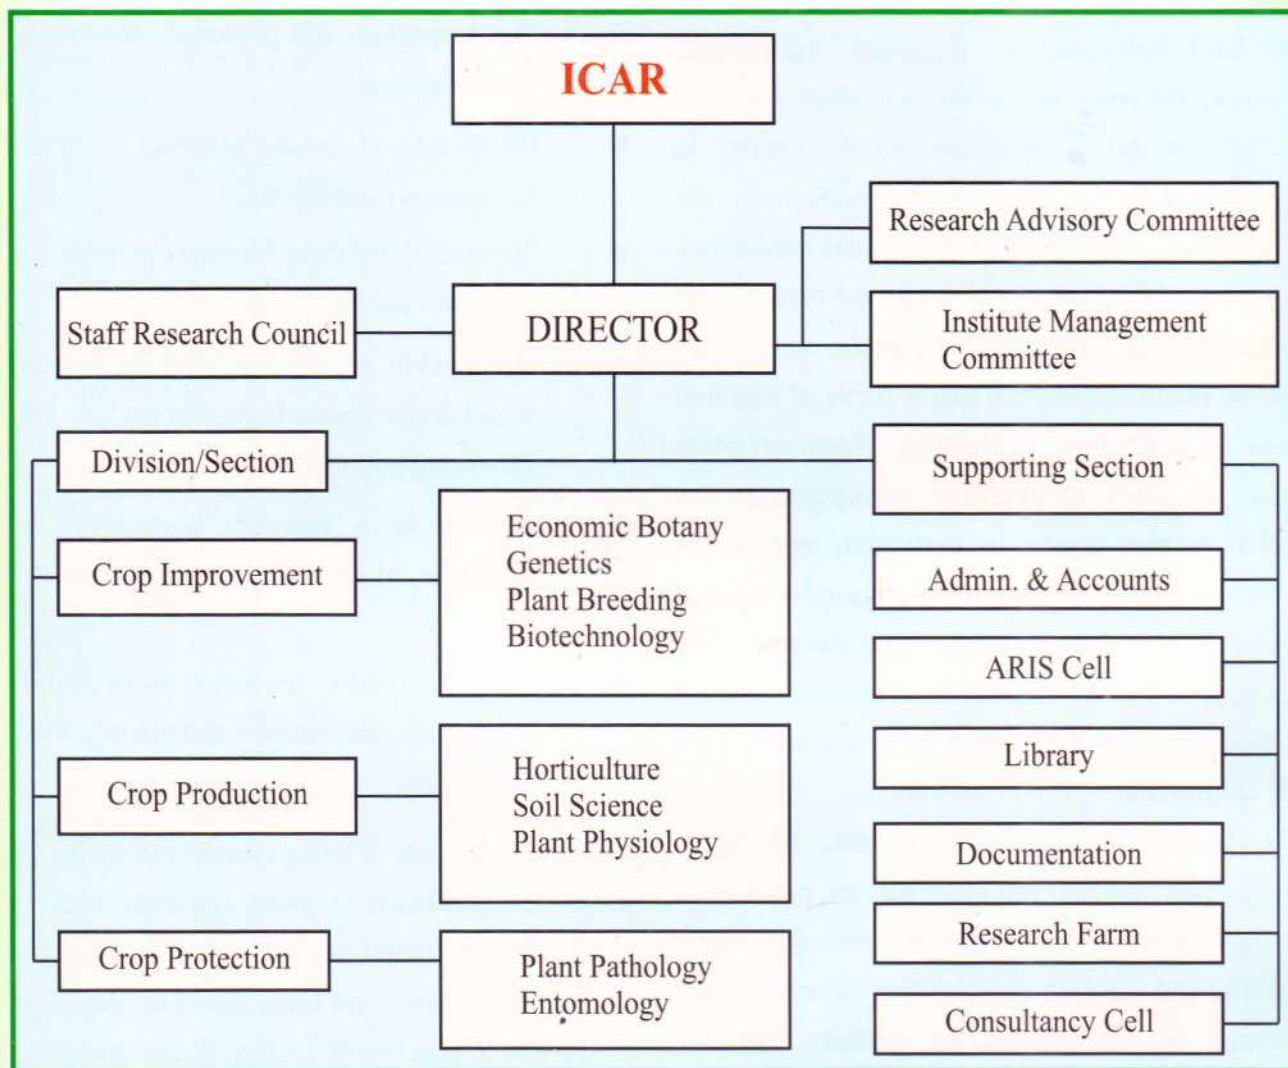 ICAR
Research Advisory Committee
Staff Research Council
DIRECTOR
Institute Management
Committee
Division/Section
Supporting Section
Crop Improvement
Economic Botany
Genetics
Plant Breeding
Biotechnology
Admin. & Accounts
ARIS Cell
Library
Crop Production
Horticulture
Soil Science
Plant Physiology
Documentation
Research Farm
Crop Protection
Plant Pathology
Entomology
Consultancy Cell